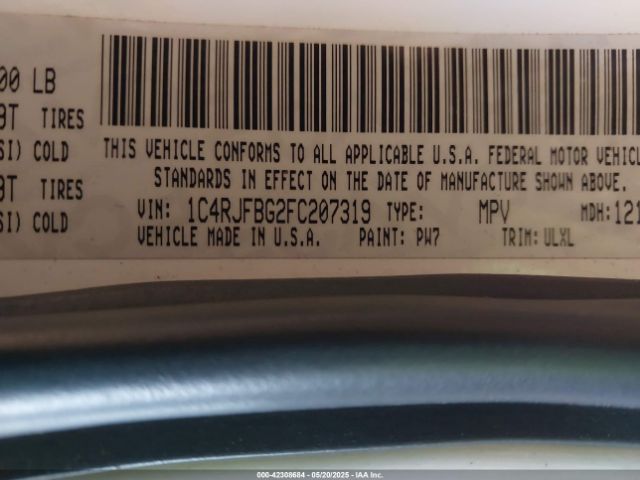 00 LB
TIRES
SI) COLD
TIRES
SI) COLD
THIS VEHICLE CONFORMS TO ALL APPLICABLE U.S.A. FEDERAL MOTOR VEHICL
STANDARDS IN EFFECT ON THE DATE OF MANUFACTURE SHOWN ABOVE.
VIN: 1C4RJFBG2FC207319 TYPE: MPV MDH:121
VEHICLE MADE IN U.S.A. PAINT: PW7 TRIM: ULXL
000-42308684 - 05/20/2025 - IAA Inc.